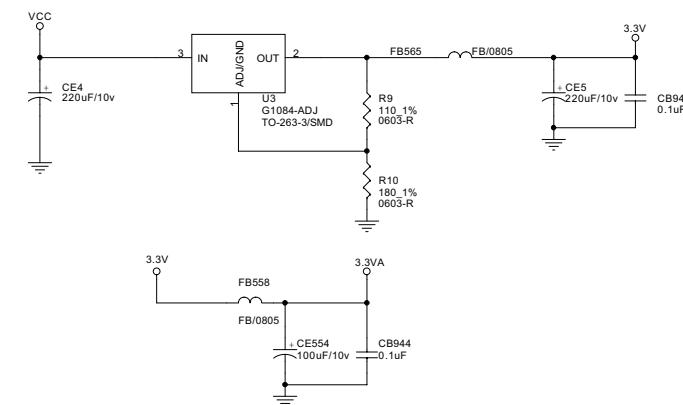 VCC
3.3V
3
IN
OUT
2
FB565
FB/0805
ADJ/GND
1
CE4
220uF/10v
U3
G1084-ADJ
TO-263-3/SMD
R9
110_1%
0603-R
CE5
220uF/10v
0.1uF
R10
180_1%
0603-R
3.3V
3.3VA
FB558
FB/0805
CE554
100uF/10v
CB944
0.1uF